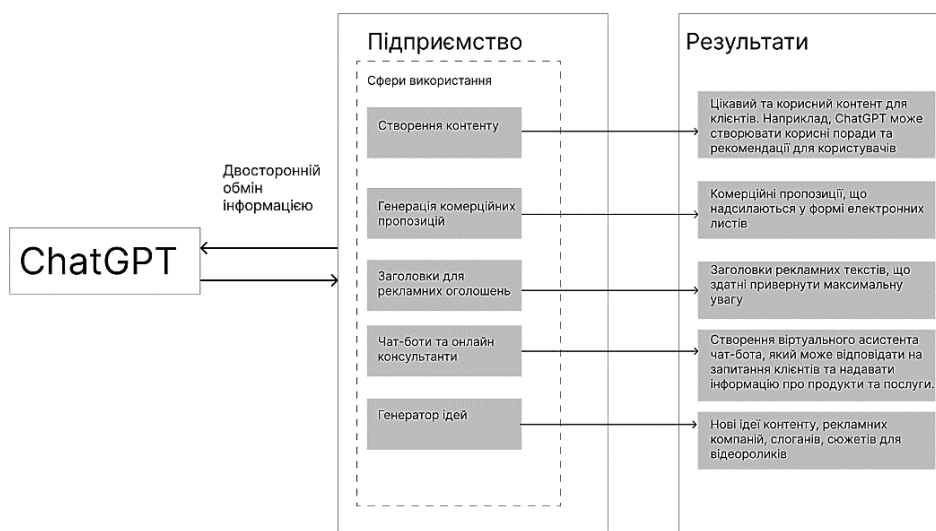 Підприємство
Результати
Сфери використання
Створення контенту
Цікавий та корисний контент для
клієнтів. Наприклад, ChatGPT може
створювати корисні поради та
рекомендації для користувачів
Двосторонній
обмін
інформацією
Генерація комерційних
пропозицій
Комерційні пропозиції, що
надсилаються у формі електронних
листів
ChatGPT
Заголовки для
рекламних оголошень
Заголовки рекламних текстів, що
здатні привернути максимальну
увагу
Чат-боти та онлайн
консультанти
Створення віртуального асистента
чат-бота, який може відповідати на
запитання клієнтів та надавати
інформацію про продукти та послуги.
Генератор ідей
Нові ідеї контенту, рекламних
компаній, слоганів, сюжетів для
відеороликів